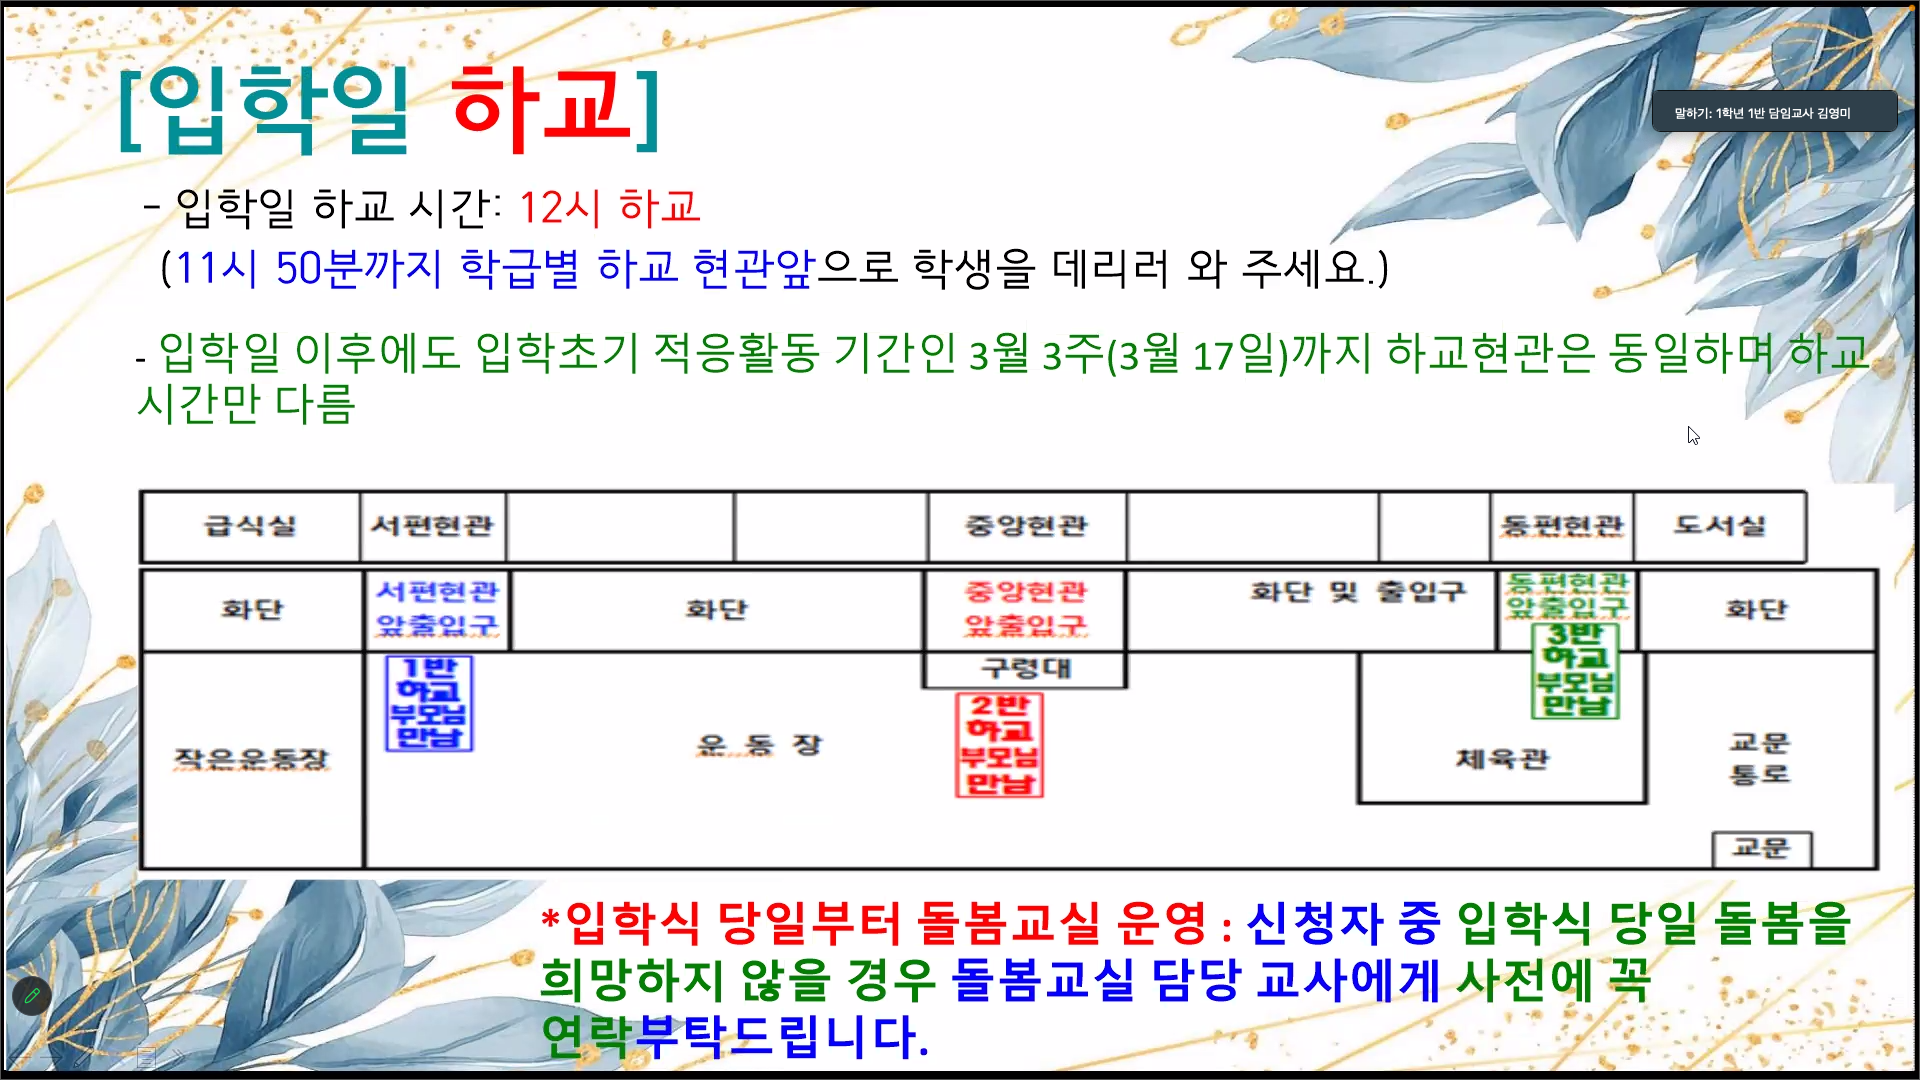 [입학일 하교]
말하기: 1학년 1반 담임교사 김영미
- 입학일 하교 시간: 12시 하교
(11시 50분까지 학급별 하교 현관앞으로 학생을 데리러 와 주세요.)
- 입학일 이후에도 입학초기 적응활동 기간인 3월 3주(3월 17일)까지 하교현관은 동일하며 하교
시간만 다름
급식실 서편현관 중앙현관 동편현관 도서실
화단 서편현관 화단 중앙현관 화단 및 출입구 동편현관 화단
앞출입구 앞출입구 앞출입구
구령대
1반
하교
부모님
만남
2반
하교
부모님
만남
3반
하교
부모님
만남
작은운동장 운 동 장 체육관
교문
통로
교문
*입학식 당일부터 돌봄교실 운영 : 신청자 중 입학식 당일 돌봄을
희망하지 않을 경우 돌봄교실 담당 교사에게 사전에 꼭
연락부탁드립니다.